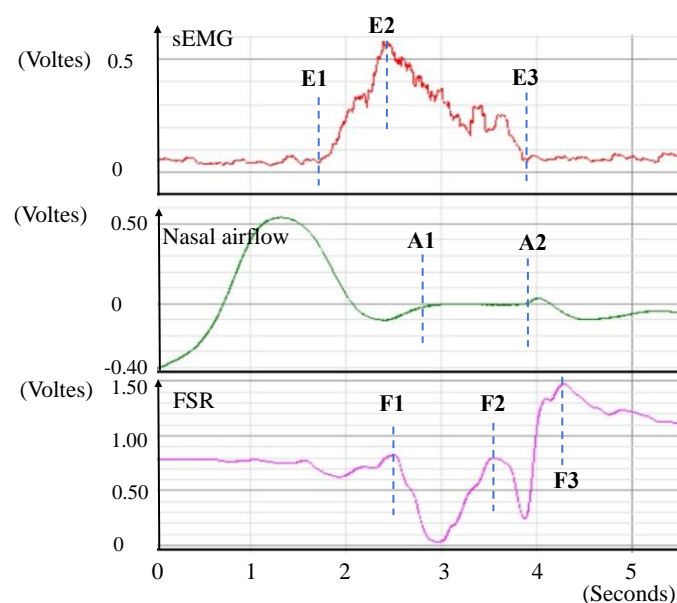 sEMG
E2
(Voltes)
0.5
E1
E3
0
(Voltes)
0.50
Nasal airflow
A1
A2
0
-0.40
(Voltes)
1.50
FSR
F1
F2
1.00
F3
0.50
0
0 1 2 3 4 5
(Seconds)